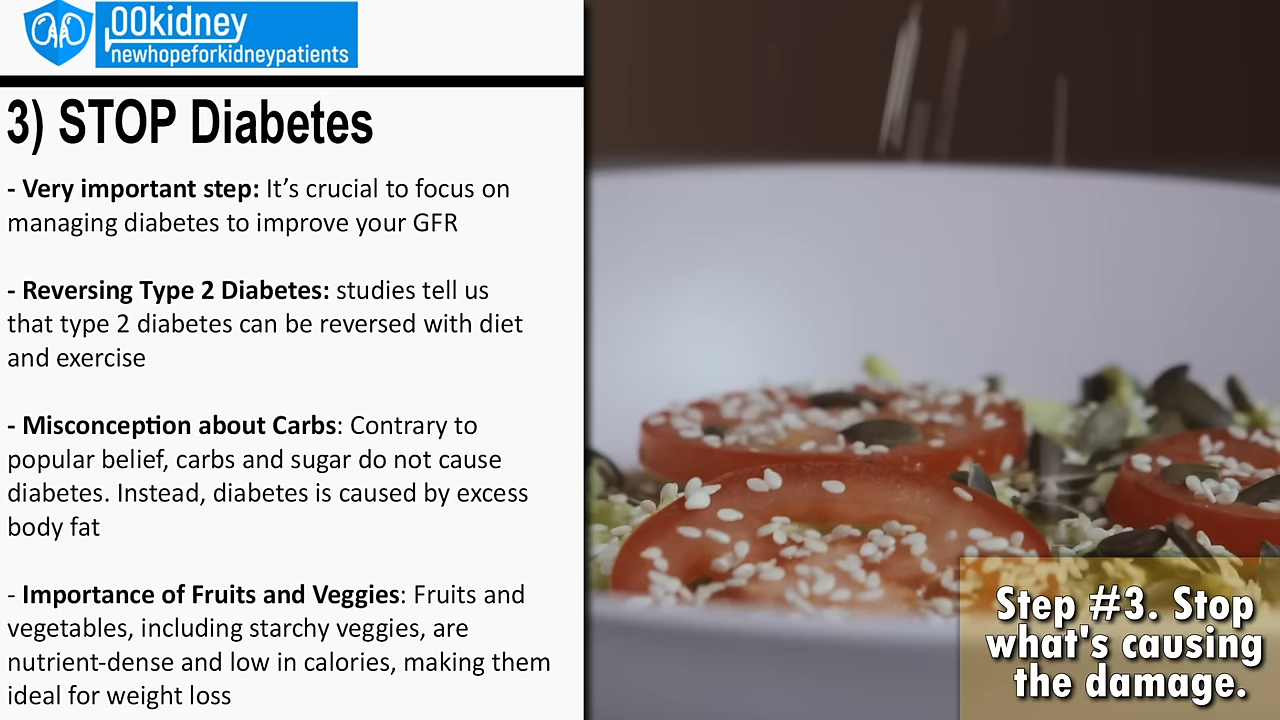 00kidney
newhopeforkidneypatients
3) STOP Diabetes
- Very important step: It’s crucial to focus on
managing diabetes to improve your GFR
- Reversing Type 2 Diabetes: studies tell us
that type 2 diabetes can be reversed with diet
and exercise
- Misconception about Carbs: Contrary to
popular belief, carbs and sugar do not cause
diabetes. Instead, diabetes is caused by excess
body fat
- Importance of Fruits and Veggies: Fruits and
vegetables, including starchy veggies, are
nutrient-dense and low in calories, making them
ideal for weight loss
Step #3. Stop
what's causing
the damage.